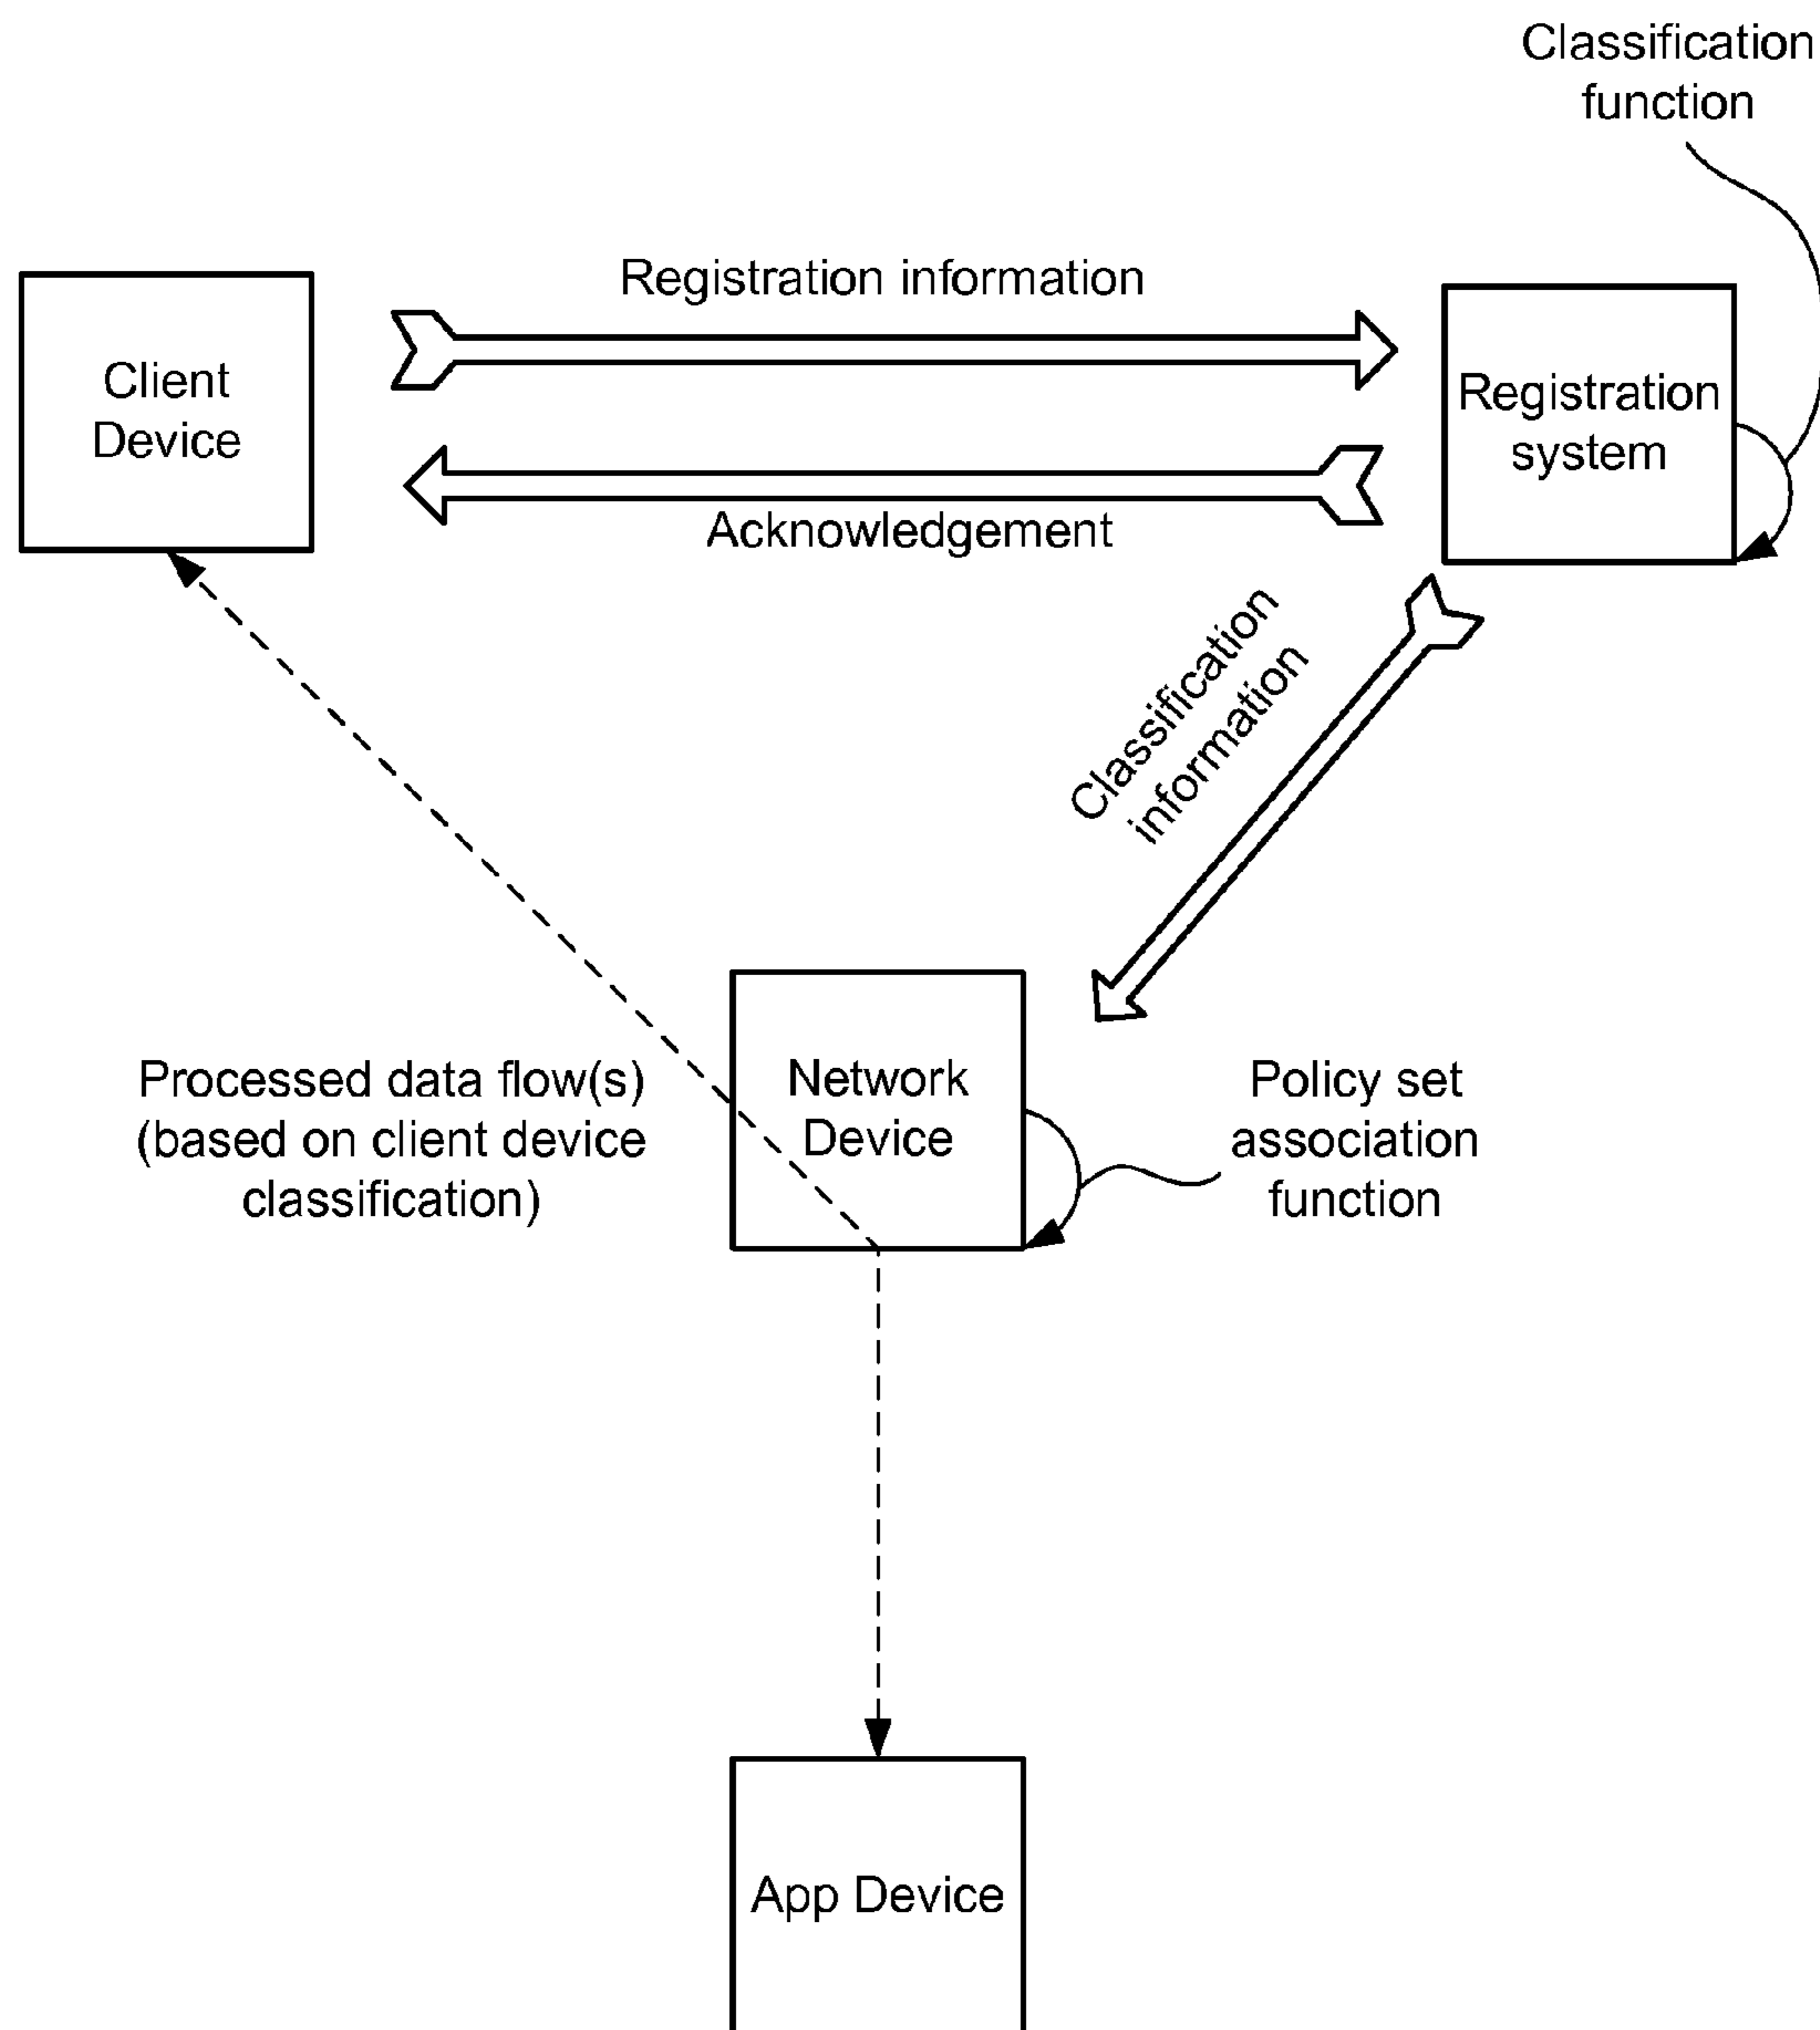 Classification
function
Registration information
Client
Device
Registration
system
Acknowledgement
Classification
information
Processed data flow(s)
(based on client device
classification)
Network
Device
Policy set
association
function
App Device